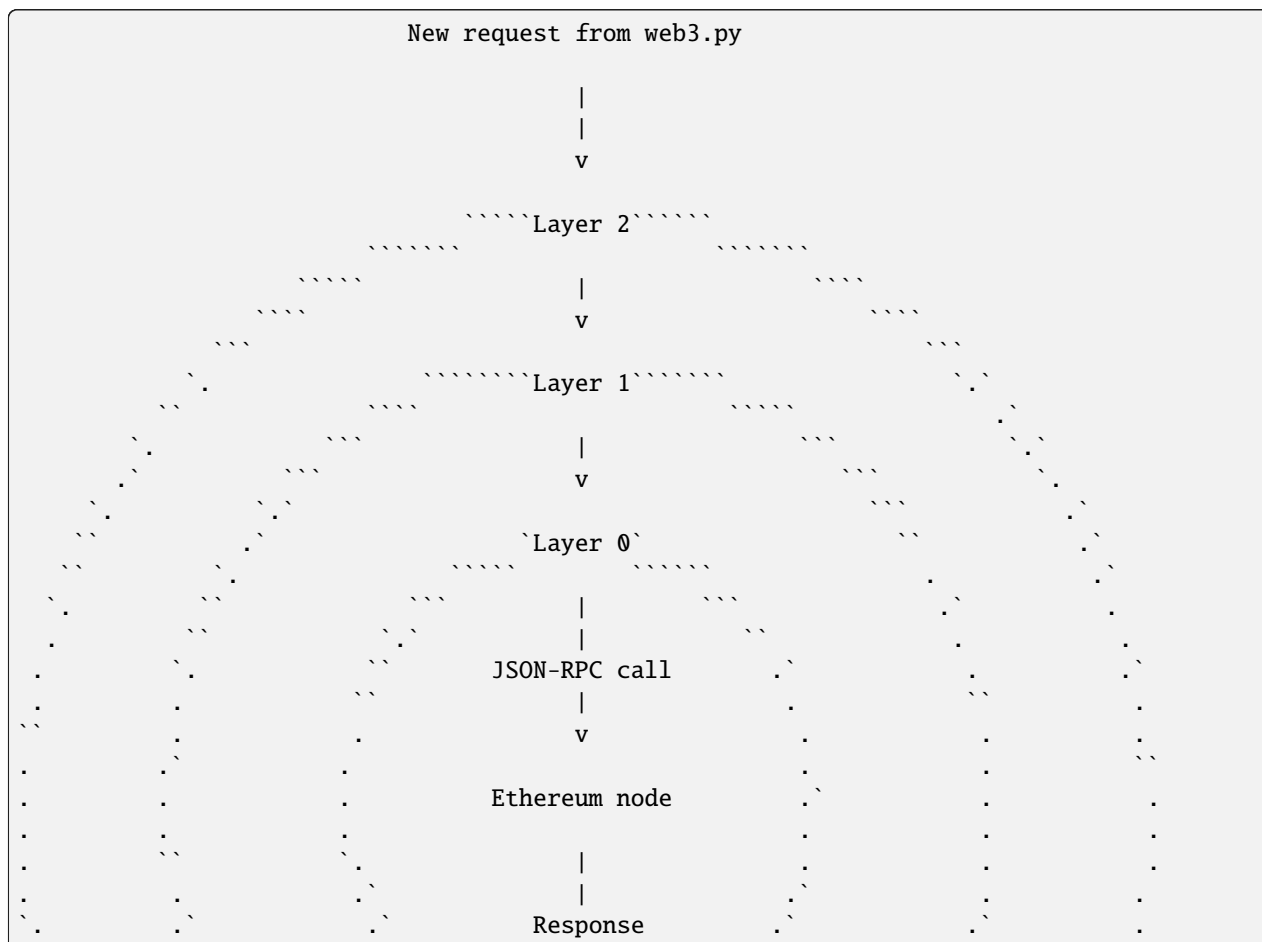 New request from web3.py
|
|
v
`````Layer 2``````
``````` ```````
````` | ````
```` v ````
``` ```
`. ````````Layer 1``````` `.`
`` ```` ````` .`
`. ``` | ``` `.`
.` ``` v ``` `.
`. `.` ``` .`
`` .` `Layer 0` `` .`
`` `. ````` `````` . .`
`. `` ``` | ``` .` .
. `` `.` | `` . .
. `. `` JSON-RPC call .` . .`
. . `` | . `` .
`` . . v . . .
. .` . . . ``
. . . Ethereum node .` . .
. . . . . .
. `` `. | . . .
. . .` | .` . .
`. .` .` Response .` .` .